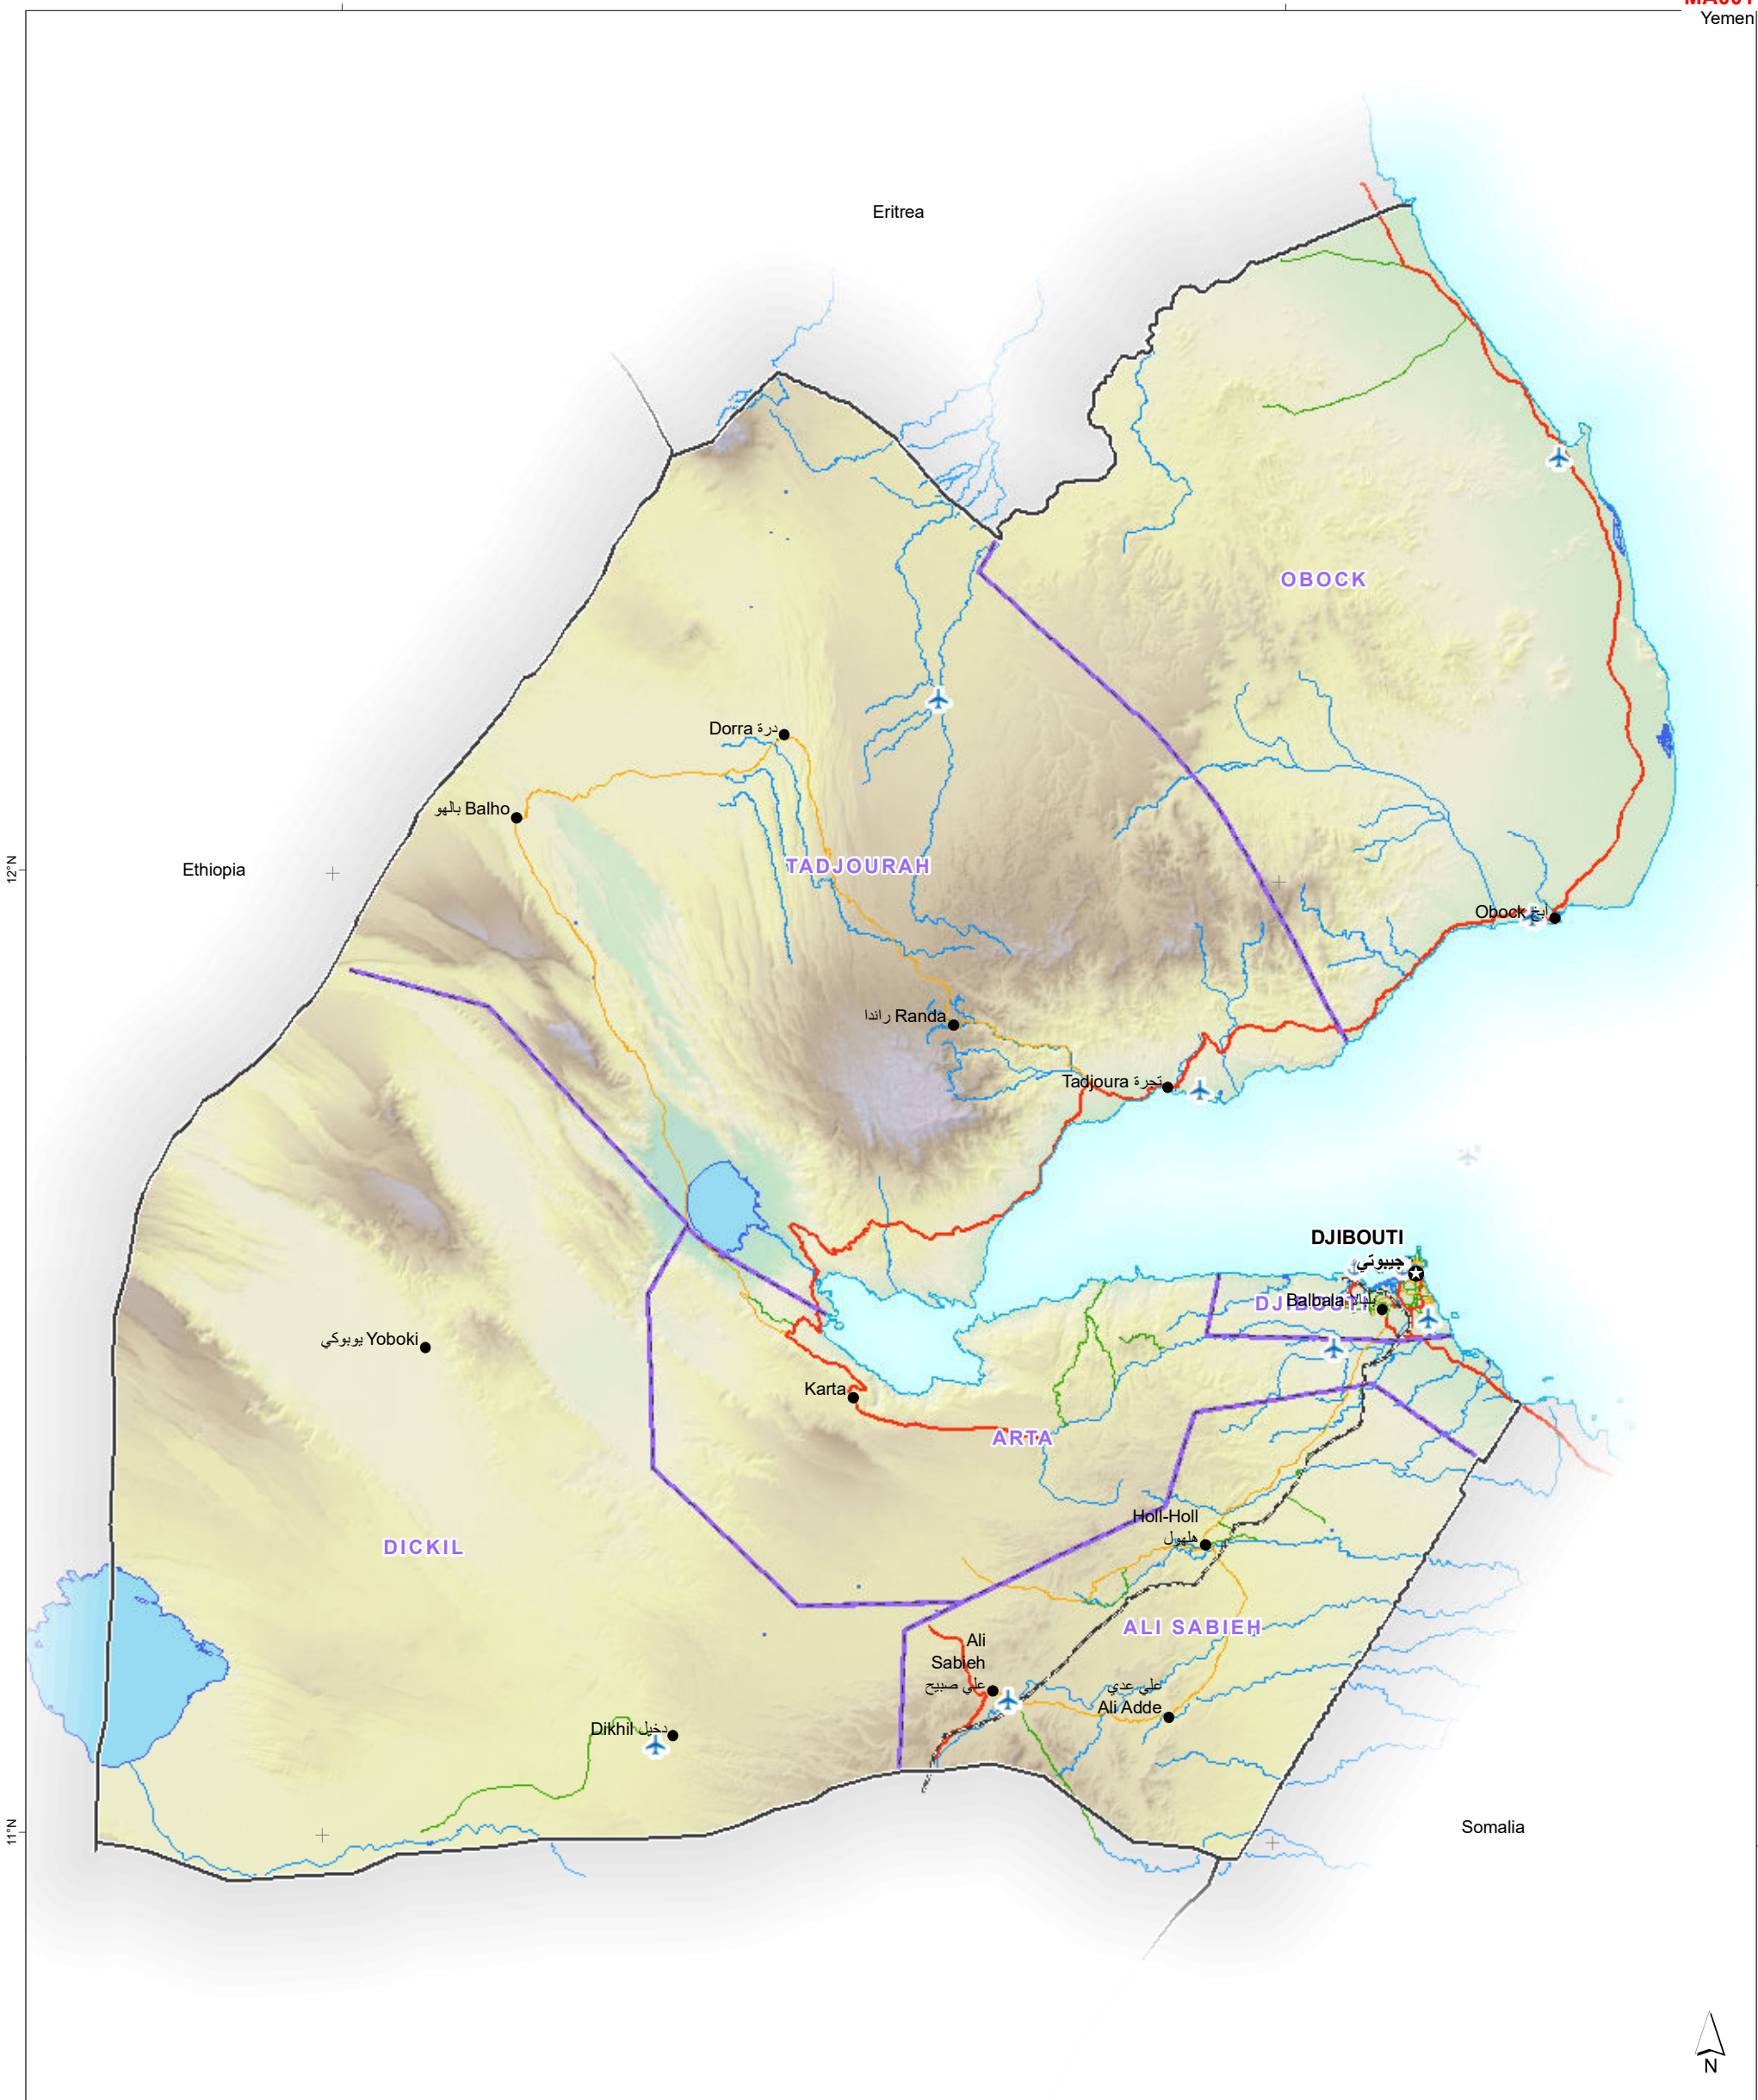 Yemen
Eritrea
OBOCK
Dorra درة
بالهو Balho
TADJOURAH
Ethiopia
12°N
Obock أبخ
راندا Randa
Tadjoura تجرة
DJIBOUTI
جيبوتي
DJIBOUTI
Balbala
يوبوكي Yoboki
Karta
ARTA
Holl-Holl
هلهول
DICKIL
ALI SABIEH
Ali
Sabieh
علي صبيح
علي عدي
Ali Adde
Dikhil دخيل
11°N
Somalia
N